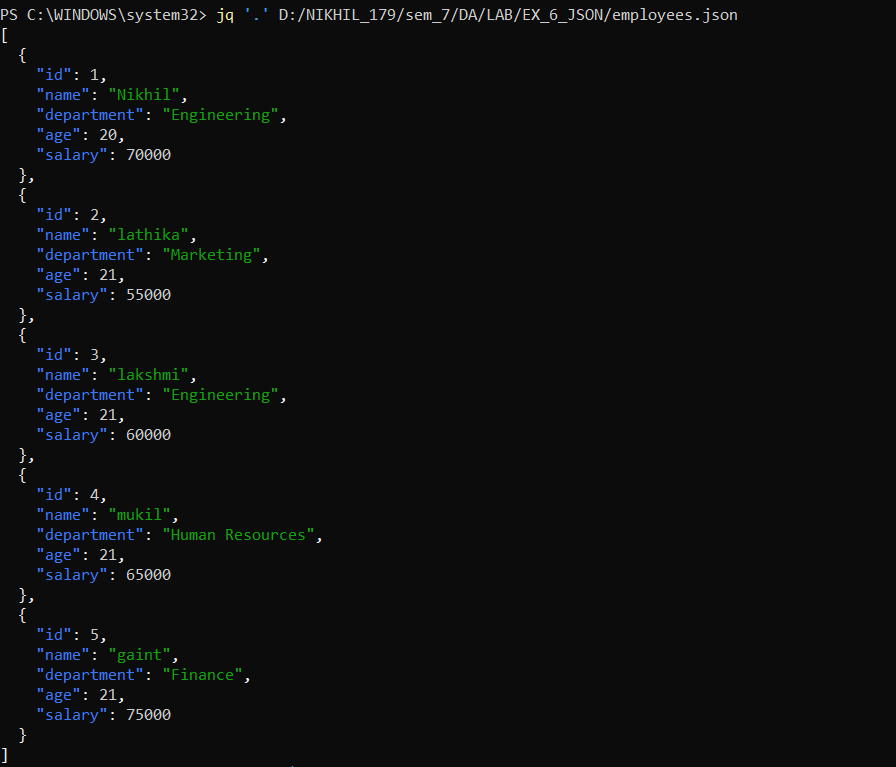 PS C:\WINDOWS\system32> jq '.' D:/NIKHIL_179/sem_7/DA/LAB/EX_6_JSON/employees.json
[
  {
    "id": 1,
    "name": "Nikhil",
    "department": "Engineering",
    "age": 20,
    "salary": 70000
  },
  {
    "id": 2,
    "name": "lathika",
    "department": "Marketing",
    "age": 21,
    "salary": 55000
  },
  {
    "id": 3,
    "name": "lakshmi",
    "department": "Engineering",
    "age": 21,
    "salary": 60000
  },
  {
    "id": 4,
    "name": "mukil",
    "department": "Human Resources",
    "age": 21,
    "salary": 65000
  },
  {
    "id": 5,
    "name": "gaint",
    "department": "Finance",
    "age": 21,
    "salary": 75000
  }
]